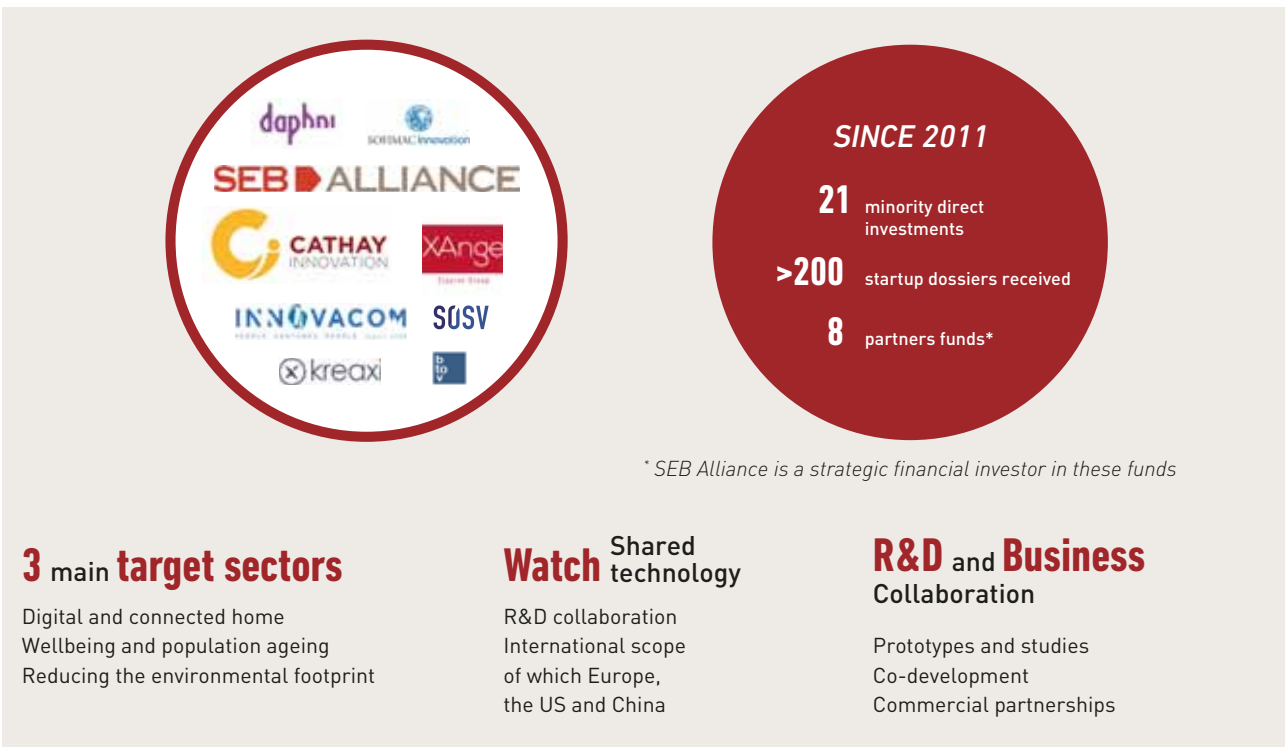 daphni
SOFIMAC innovation
SEB ALLIANCE
CATHAY
INNOVATION
XAnge
INNOVACOM
SOSV
kreaxi
b
to
v
SINCE 2011
21 minority direct
investments
>200 startup dossiers received
8 partners funds*
* SEB Alliance is a strategic financial investor in these funds
3 main target sectors
Digital and connected home
Wellbeing and population ageing
Reducing the environmental footprint
Watch Shared
technology
R&D collaboration
International scope
of which Europe,
the US and China
R&D and Business
Collaboration
Prototypes and studies
Co-development
Commercial partnerships